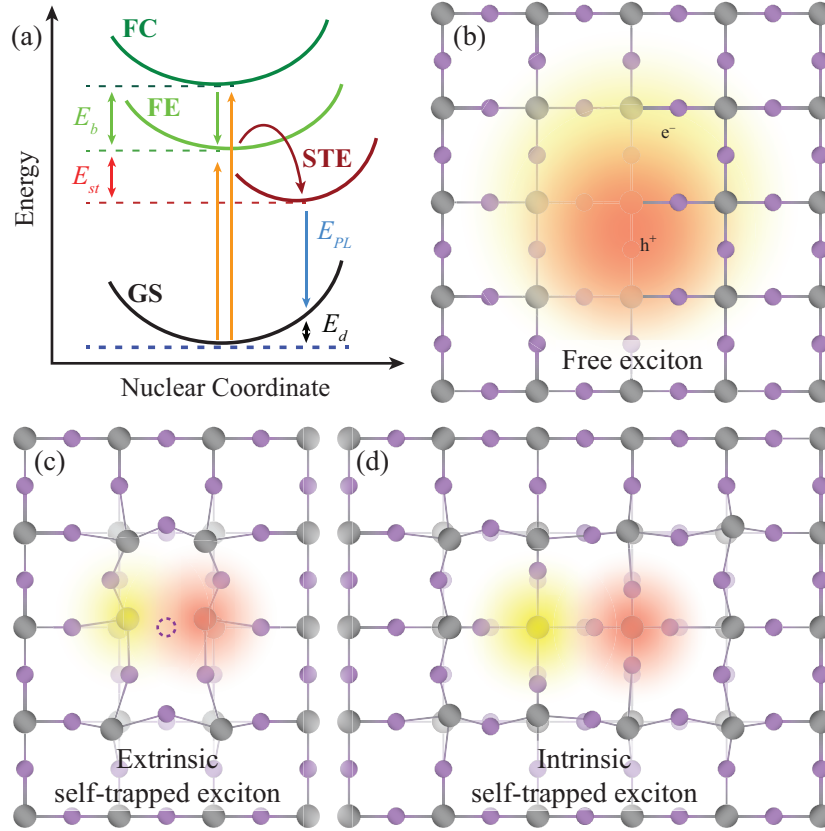 (a)
FC
FE
E_b
STE
E_st
E_PL
GS
E_d
Energy
Nuclear Coordinate
(b)
e⁻
h⁺
Free exciton
(c)
Extrinsic
self-trapped exciton
(d)
Intrinsic
self-trapped exciton